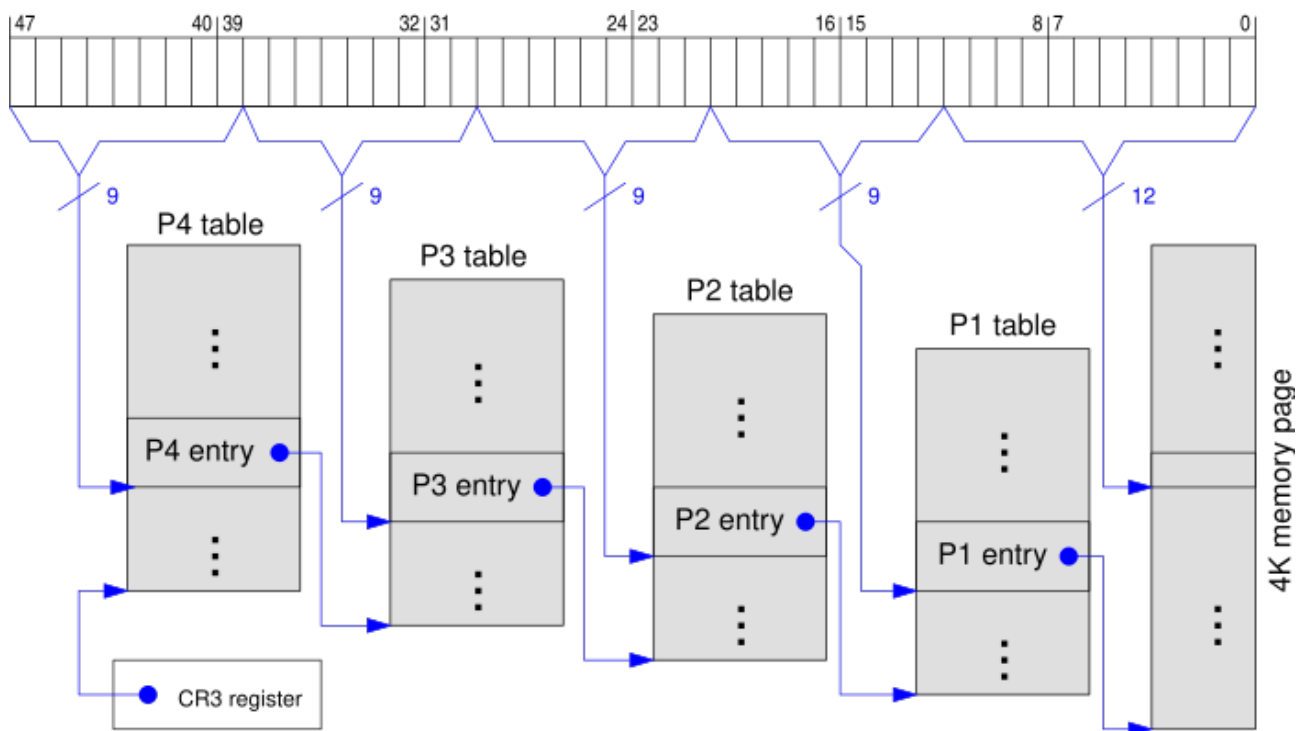 47 40 39 32 31 24 23 16 15 8 7 0
9 9 9 9 12
P4 table
P3 table
P2 table
P1 table
P4 entry
P3 entry
P2 entry
P1 entry
4K memory page
CR3 register